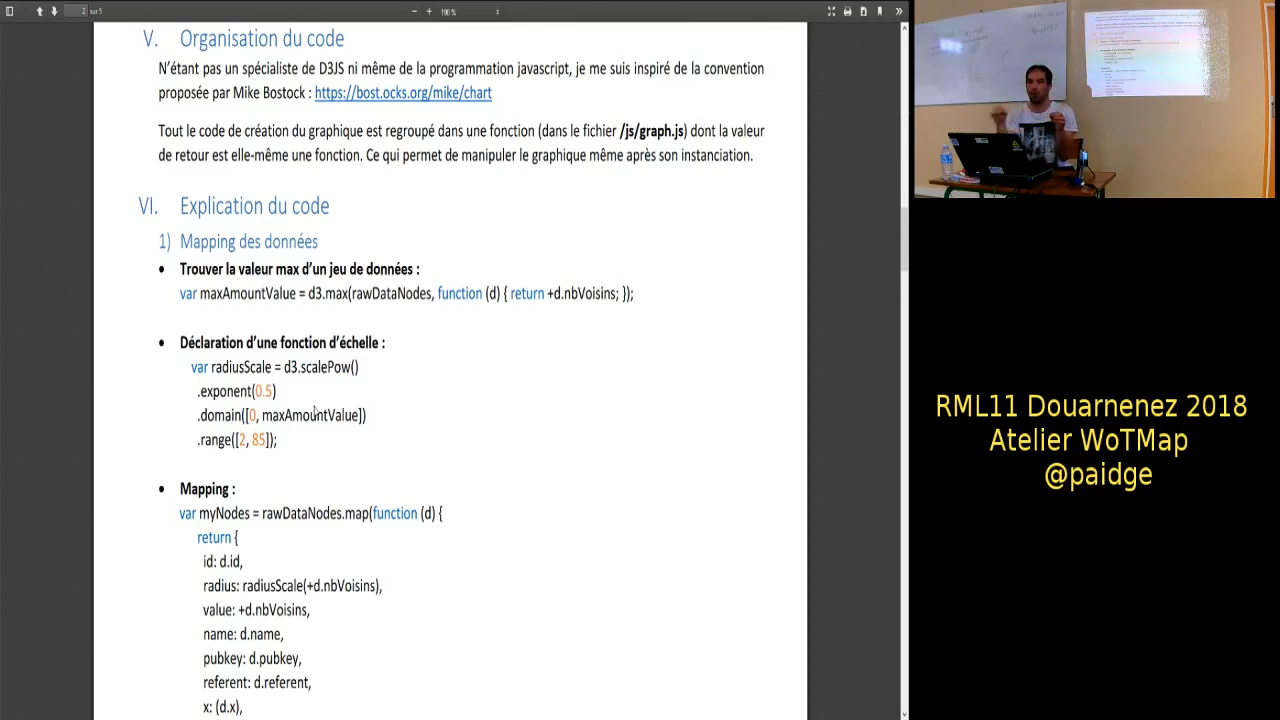 2 sur 5
190 %
V. Organisation du code
N’étant pas un spécialiste de D3JS ni même de la programmation javascript, je me suis inspiré de la convention
proposée par Mike Bostock : https://bost.ocks.org/mike/chart
Tout le code de création du graphique est regroupé dans une fonction (dans le fichier /js/graph.js) dont la valeur
de retour est elle-même une fonction. Ce qui permet de manipuler le graphique même après son instanciation.
VI. Explication du code
1) Mapping des données
• Trouver la valeur max d’un jeu de données :
var maxAmountValue = d3.max(rawDataNodes, function (d) { return +d.nbVoisins; });
• Déclaration d’une fonction d’échelle :
var radiusScale = d3.scalePow()
.exponent(0.5)
.domain([0, maxAmountValue])
.range([2, 85]);
• Mapping :
var myNodes = rawDataNodes.map(function (d) {
return {
id: d.id,
radius: radiusScale(+d.nbVoisins),
value: +d.nbVoisins,
name: d.name,
pubkey: d.pubkey,
referent: d.referent,
x: (d.x),
RML11 Douarnenez 2018
Atelier WoTMap
@paidge